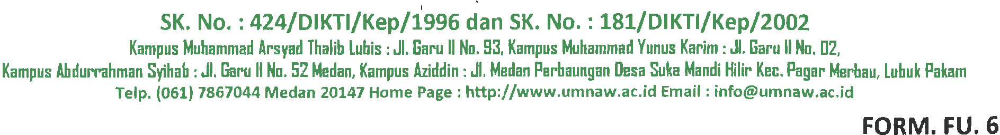 SK. No. : 424/DIKTI/Kep/1996 dan SK. No. : 181/DIKTI/Kep/2002
Kampus Muhammad Arsyad Thalib Lubis : Jl. Garu II No. 93, Kampus Muhammad Yunus Karim : Jl. Garu II No. 02,
Kampus Abdurrahman Syihab : Jl. Garu II No. 52 Medan, Kampus Aziddin : Jl. Medan Perbaungan Desa Suka Mandi Hilir Kec. Pagar Merbau, Lubuk Pakam
Telp. (061) 7867044 Medan 20147 Home Page : http://www.umnaw.ac.id Email : info@umnaw.ac.id
FORM. FU. 6